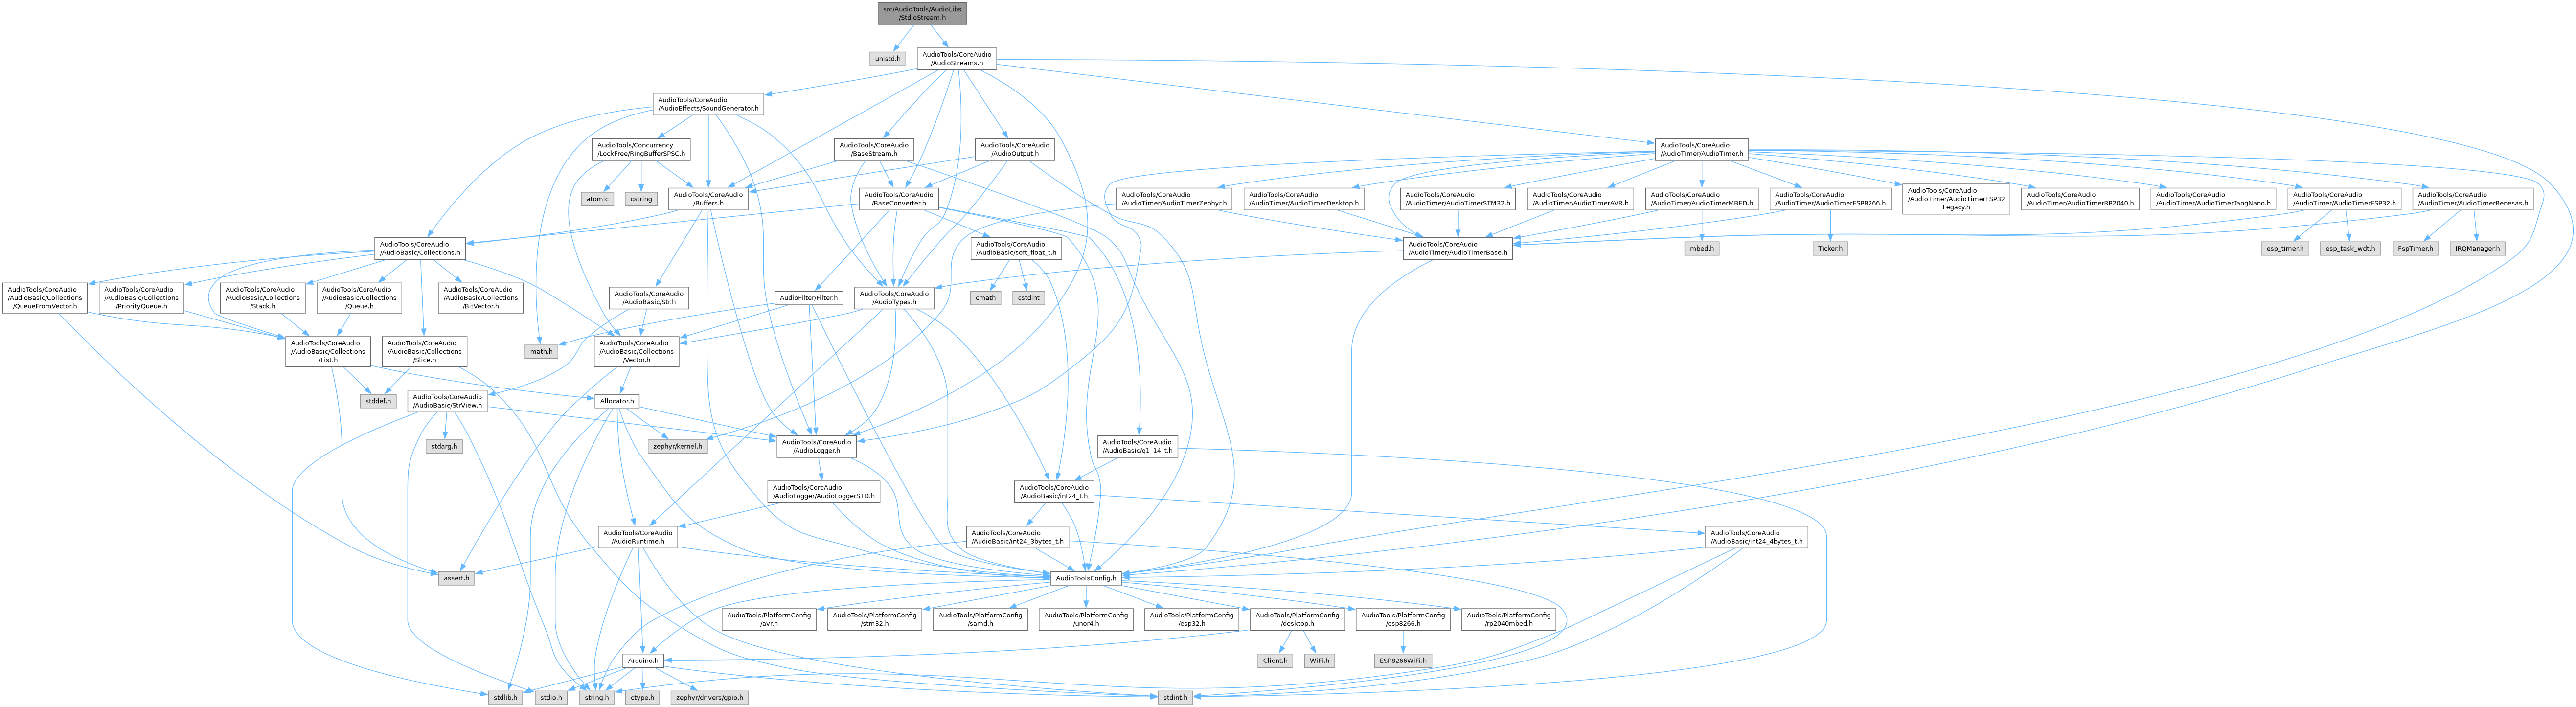 src/AudioTools/AudioLibs
/StdioStream.h
unistd.h
AudioTools/CoreAudio
/AudioStreams.h
AudioTools/CoreAudio
/AudioEffects/SoundGenerator.h
AudioTools/Concurrency
/LockFree/RingBufferSPSC.h
AudioTools/CoreAudio
/BaseStream.h
AudioTools/CoreAudio
/AudioOutput.h
AudioTools/CoreAudio
/AudioTimer/AudioTimer.h
atomic
cstring
AudioTools/CoreAudio
/Buffers.h
AudioTools/CoreAudio
/BaseConverter.h
AudioTools/CoreAudio
/AudioTimer/AudioTimerZephyr.h
AudioTools/CoreAudio
/AudioTimer/AudioTimerDesktop.h
AudioTools/CoreAudio
/AudioTimer/AudioTimerSTM32.h
AudioTools/CoreAudio
/AudioTimer/AudioTimerAVR.h
AudioTools/CoreAudio
/AudioTimer/AudioTimerMBED.h
AudioTools/CoreAudio
/AudioTimer/AudioTimerESP8266.h
AudioTools/CoreAudio
/AudioTimer/AudioTimerESP32
Legacy.h
AudioTools/CoreAudio
/AudioTimer/AudioTimerRP2040.h
AudioTools/CoreAudio
/AudioTimer/AudioTimerTangNano.h
AudioTools/CoreAudio
/AudioTimer/AudioTimerESP32.h
AudioTools/CoreAudio
/AudioTimer/AudioTimerRenesas.h
AudioTools/CoreAudio
/AudioBasic/Collections.h
AudioTools/CoreAudio
/AudioBasic/soft_float_t.h
AudioTools/CoreAudio
/AudioTimer/AudioTimerBase.h
mbed.h
Ticker.h
esp_timer.h
esp_task_wdt.h
FspTimer.h
IRQManager.h
AudioTools/CoreAudio
/AudioBasic/Collections
/QueueFromVector.h
AudioTools/CoreAudio
/AudioBasic/Collections
/PriorityQueue.h
AudioTools/CoreAudio
/AudioBasic/Collections
/Stack.h
AudioTools/CoreAudio
/AudioBasic/Collections
/Queue.h
AudioTools/CoreAudio
/AudioBasic/Collections
/BitVector.h
AudioTools/CoreAudio
/AudioBasic/Str.h
AudioFilter/Filter.h
AudioTools/CoreAudio
/AudioTypes.h
cmath
cstdint
AudioTools/CoreAudio
/AudioBasic/Collections
/List.h
AudioTools/CoreAudio
/AudioBasic/Collections
/Slice.h
math.h
AudioTools/CoreAudio
/AudioBasic/Collections
/Vector.h
stddef.h
AudioTools/CoreAudio
/AudioBasic/StrView.h
Allocator.h
stdarg.h
zephyr/kernel.h
AudioTools/CoreAudio
/AudioLogger.h
AudioTools/CoreAudio
/AudioBasic/q1_14_t.h
AudioTools/CoreAudio
/AudioLogger/AudioLoggerSTD.h
AudioTools/CoreAudio
/AudioBasic/int24_t.h
AudioTools/CoreAudio
/AudioRuntime.h
AudioTools/CoreAudio
/AudioBasic/int24_3bytes_t.h
AudioTools/CoreAudio
/AudioBasic/int24_4bytes_t.h
assert.h
AudioToolsConfig.h
AudioTools/PlatformConfig
/avr.h
AudioTools/PlatformConfig
/stm32.h
AudioTools/PlatformConfig
/samd.h
AudioTools/PlatformConfig
/unor4.h
AudioTools/PlatformConfig
/esp32.h
AudioTools/PlatformConfig
/desktop.h
AudioTools/PlatformConfig
/esp8266.h
AudioTools/PlatformConfig
/rp2040mbed.h
Arduino.h
Client.h
WiFi.h
ESP8266WiFi.h
stdlib.h
stdio.h
string.h
ctype.h
zephyr/drivers/gpio.h
stdint.h